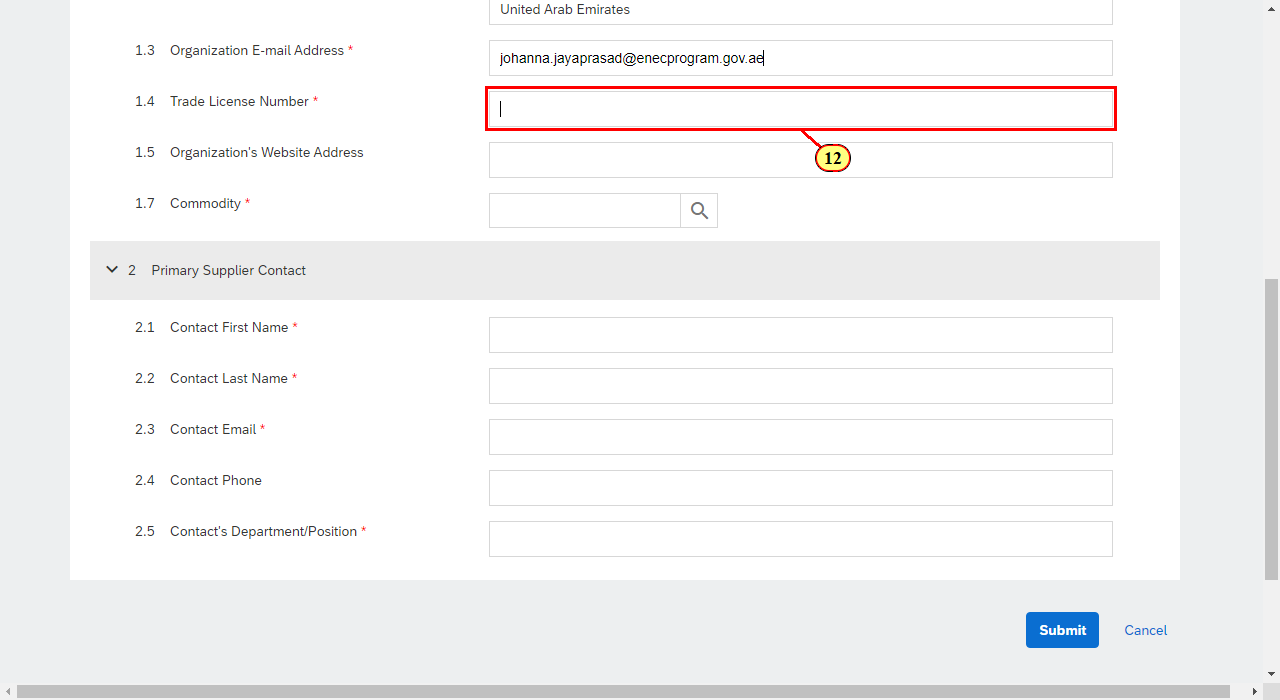 United Arab Emirates
1.3 Organization E-mail Address * johanna.jayaprasad@enecprogram.gov.ae
1.4 Trade License Number *
12
1.5 Organization's Website Address
1.7 Commodity *
2 Primary Supplier Contact
2.1 Contact First Name *
2.2 Contact Last Name *
2.3 Contact Email *
2.4 Contact Phone
2.5 Contact's Department/Position *
Submit Cancel